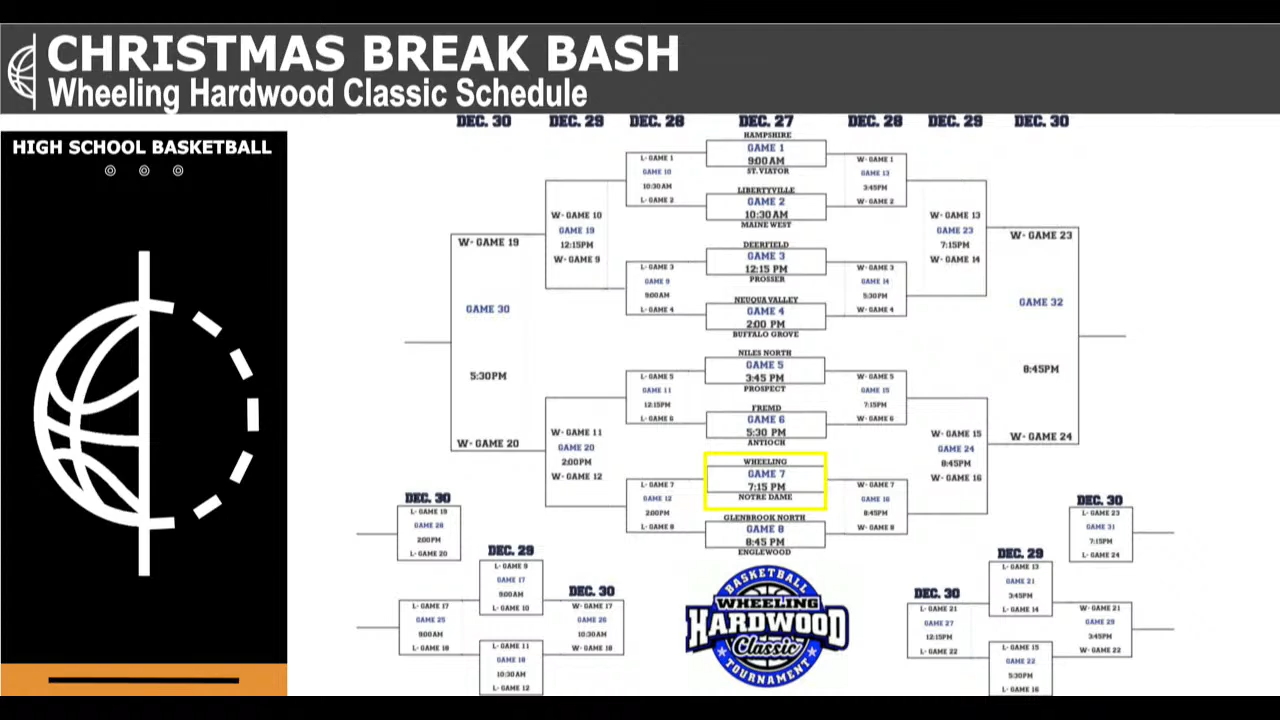 CHRISTMAS BREAK BASH
Wheeling Hardwood Classic Schedule
HIGH SCHOOL BASKETBALL
DEC. 30
DEC. 29
DEC. 28
DEC. 27
DEC. 28
DEC. 29
DEC. 30
HAMPSHIRE
GAME 1
9:00 AM
ST. VIATOR
LIBERTYVILLE
GAME 2
10:30 AM
MAINE WEST
DEERFIELD
GAME 3
12:15 PM
PROSSER
NEUQUA VALLEY
GAME 4
2:00 PM
BUFFALO GROVE
NILES NORTH
GAME 5
3:45 PM
PROSPECT
FREMD
GAME 6
5:30 PM
ANTIOCH
WHEELING
GAME 7
7:15 PM
NOTRE DAME
GLENBROOK NORTH
GAME 8
8:45 PM
ENGLEWOOD
L- GAME 1
GAME 10
10:30AM
L- GAME 2
L- GAME 3
GAME 9
9:00AM
L- GAME 4
L- GAME 5
GAME 11
12:15PM
L- GAME 6
L- GAME 7
GAME 12
2:00PM
L- GAME 8
W- GAME 10
GAME 19
12:15PM
W- GAME 9
W- GAME 11
GAME 20
2:00PM
W- GAME 12
W- GAME 19
GAME 30
5:30PM
W- GAME 20
W- GAME 1
GAME 13
3:45PM
W- GAME 2
W- GAME 3
GAME 14
5:30PM
W- GAME 4
W- GAME 5
GAME 15
7:15PM
W- GAME 6
W- GAME 7
GAME 16
8:45PM
W- GAME 8
W- GAME 13
GAME 23
7:15PM
W- GAME 14
W- GAME 15
GAME 24
8:45PM
W- GAME 16
W- GAME 23
GAME 32
8:45PM
W- GAME 24
DEC. 30
L- GAME 19
GAME 28
2:00PM
L- GAME 20
DEC. 29
L- GAME 9
GAME 17
9:00AM
L- GAME 10
L- GAME 11
GAME 18
10:30AM
L- GAME 12
L- GAME 17
GAME 25
9:00AM
L- GAME 18
DEC. 30
W- GAME 17
GAME 26
10:30AM
W- GAME 18
BASKETBALL
WHEELING
HARDWOOD
Classic
TOURNAMENT
DEC. 30
L- GAME 23
GAME 31
7:15PM
L- GAME 24
DEC. 29
L- GAME 13
GAME 21
3:45PM
L- GAME 14
L- GAME 15
GAME 22
5:30PM
L- GAME 16
DEC. 30
L- GAME 21
GAME 27
12:15PM
L- GAME 22
W- GAME 21
GAME 29
3:45PM
W- GAME 22